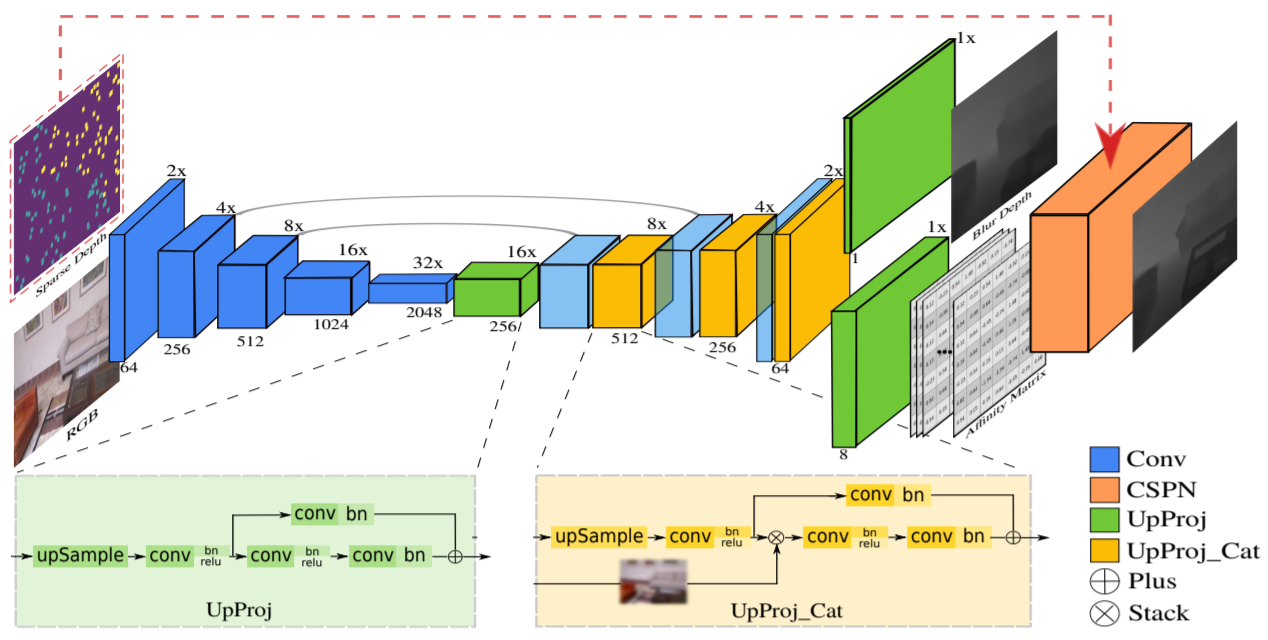 1x
Sparse Depth
2x
4x
8x
16x
32x
16x
8x
4x
2x
Blur Depth
1x
64
256
512
1024
2048
256
512
256
64
1
RGB
8
Affinity Matrix
Conv
CSPN
UpProj
UpProj_Cat
Plus
Stack
conv bn
upSample conv bn relu conv bn relu conv bn
UpProj
conv bn
upSample conv bn relu conv bn relu conv bn
UpProj_Cat